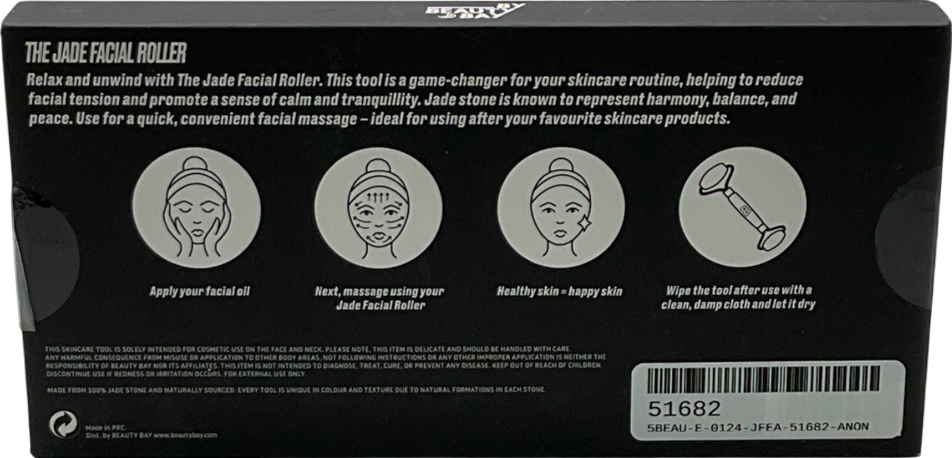 BEAUTY BAY
THE JADE FACIAL ROLLER
Relax and unwind with The Jade Facial Roller. This tool is a game-changer for your skincare routine, helping to reduce
facial tension and promote a sense of calm and tranquillity. Jade stone is known to represent harmony, balance, and
peace. Use for a quick, convenient facial massage – ideal for using after your favourite skincare products.
Apply your facial oil
Next, massage using your
Jade Facial Roller
Healthy skin = happy skin
Wipe the tool after use with a
clean, damp cloth and let it dry
THIS SKINCARE TOOL IS SOLELY INTENDED FOR COSMETIC USE ON THE FACE AND NECK. PLEASE NOTE, THIS ITEM IS DELICATE AND SHOULD BE HANDLED WITH CARE.
ANY HARMFUL CONSEQUENCE FROM MISUSE OR APPLICATION TO OTHER BODY AREAS, NOT FOLLOWING INSTRUCTIONS OR ANY OTHER IMPROPER APPLICATION IS NEITHER THE
RESPONSIBILITY OF BEAUTY BAY NOR ITS AFFILIATES. THIS ITEM IS NOT INTENDED TO DIAGNOSE, TREAT, CURE, OR PREVENT ANY DISEASE. KEEP OUT OF REACH OF CHILDREN.
DISCONTINUE USE IF REDNESS OR IRRITATION OCCURS. FOR EXTERNAL USE ONLY.
MADE FROM 100% JADE STONE AND NATURALLY SOURCED. EVERY TOOL IS UNIQUE IN COLOUR AND TEXTURE DUE TO NATURAL FORMATIONS IN EACH STONE.
Made in PRC.
Dist. by BEAUTY BAY www.beautybay.com
51682
5BEAU-E-0124-JFEA-51682-ANON